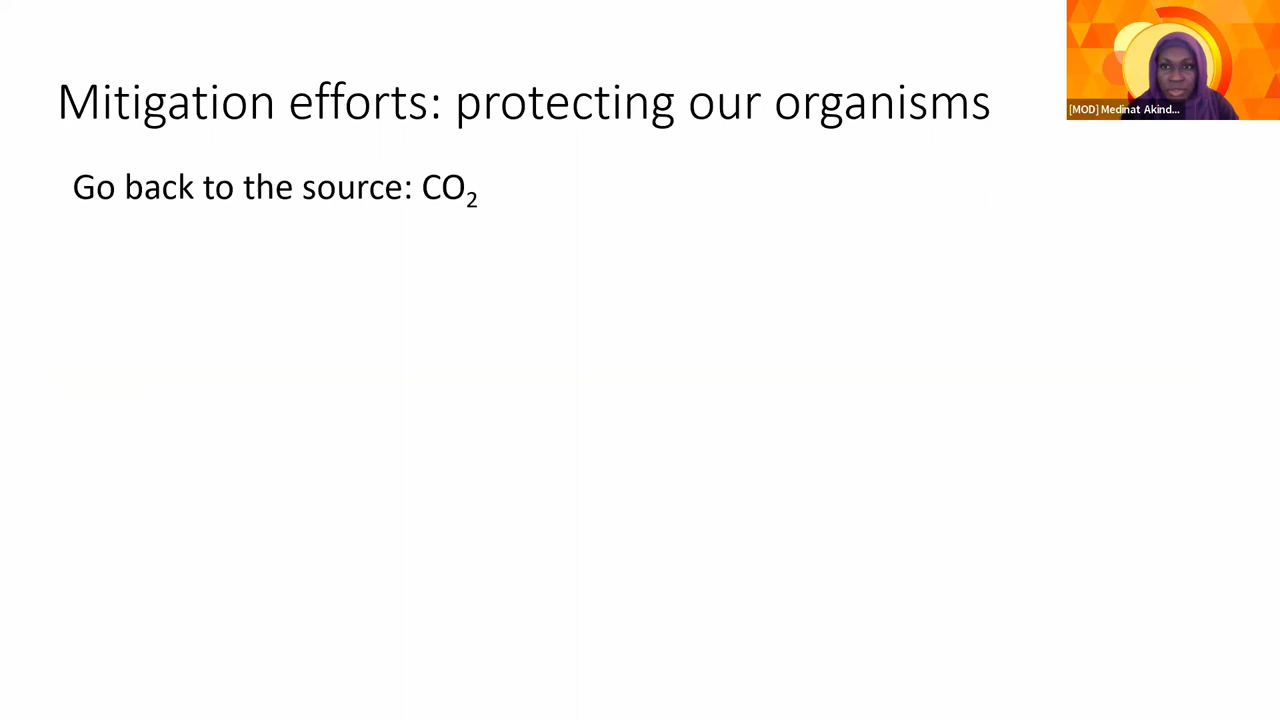 Mitigation efforts: protecting our organisms
Go back to the source: CO₂
[MOD] Medinat Akind...